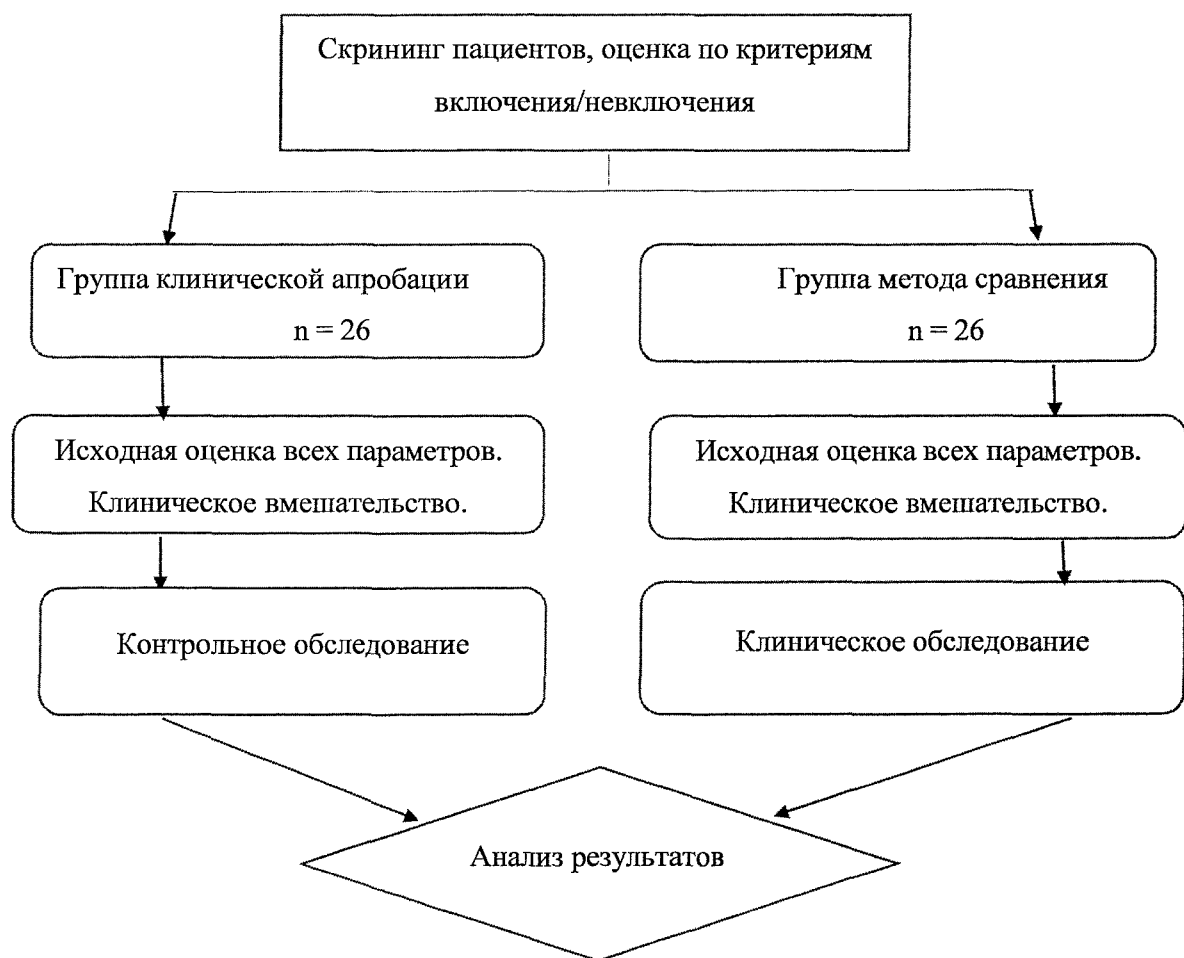 Скрининг пациентов, оценка по критериям
включения/невключения
Группа клинической апробации
n = 26
Группа метода сравнения
n = 26
Исходная оценка всех параметров.
Клиническое вмешательство.
Исходная оценка всех параметров.
Клиническое вмешательство.
Контрольное обследование
Клиническое обследование
Анализ результатов